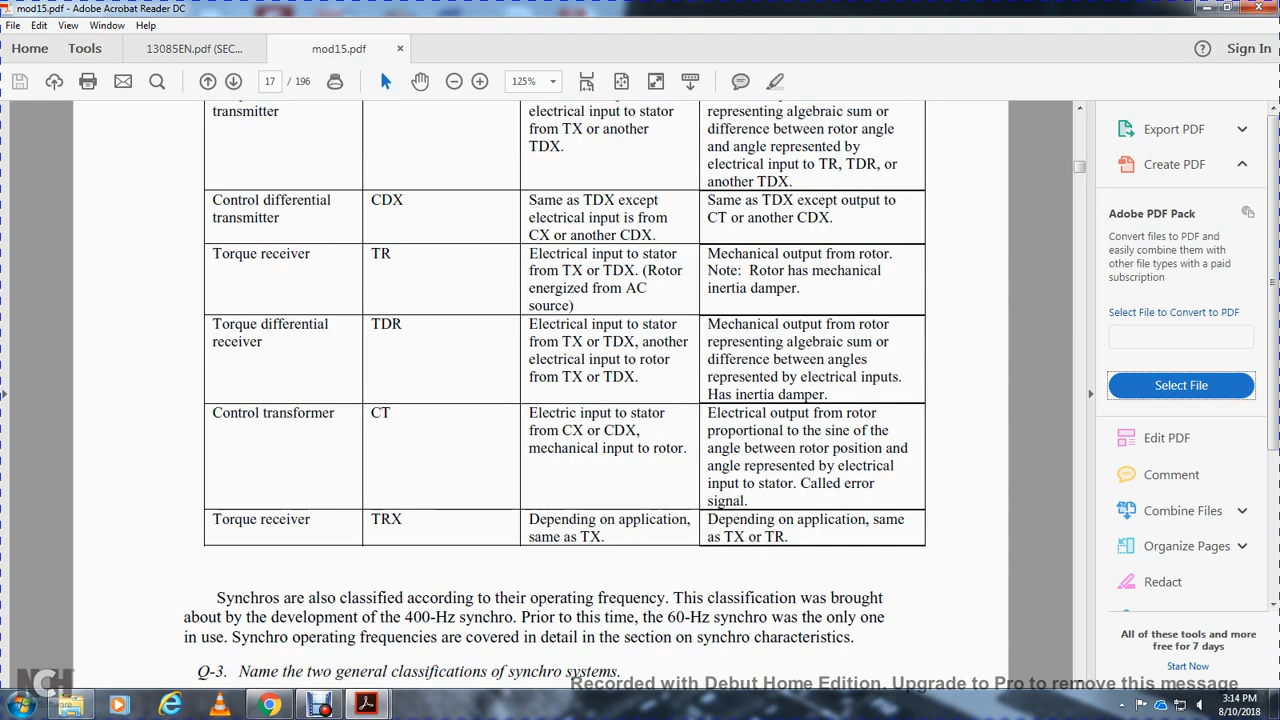 mod15.pdf - Adobe Acrobat Reader DC
File Edit View Window Help
Home Tools 13085EN.pdf (SEC... mod15.pdf × Sign In
17 / 196 125%
transmitter
electrical input to stator
from TX or another
TDX.
representing algebraic sum or
difference between rotor angle
and angle represented by
electrical input to TR, TDR, or
another TDX.
Control differential
transmitter
CDX
Same as TDX except
electrical input is from
CX or another CDX.
Same as TDX except output to
CT or another CDX.
Torque receiver
TR
Electrical input to stator
from TX or TDX. (Rotor
energized from AC
source)
Mechanical output from rotor.
Note: Rotor has mechanical
inertia damper.
Torque differential
receiver
TDR
Electrical input to stator
from TX or TDX, another
electrical input to rotor
from TX or TDX.
Mechanical output from rotor
representing algebraic sum or
difference between angles
represented by electrical inputs.
Has inertia damper.
Control transformer
CT
Electric input to stator
from CX or CDX,
mechanical input to rotor.
Electrical output from rotor
proportional to the sine of the
angle between rotor position and
angle represented by electrical
input to stator. Called error
signal.
Torque receiver
TRX
Depending on application,
same as TX.
Depending on application, same
as TX or TR.
Synchros are also classified according to their operating frequency. This classification was brought
about by the development of the 400-Hz synchro. Prior to this time, the 60-Hz synchro was the only one
in use. Synchro operating frequencies are covered in detail in the section on synchro characteristics.
Q-3. Name the two general classifications of synchro systems.
Export PDF
Create PDF
Adobe PDF Pack
Convert files to PDF and
easily combine them with
other file types with a paid
subscription
Select File to Convert to PDF
Select File
Edit PDF
Comment
Combine Files
Organize Pages
Redact
All of these tools and more
free for 7 days
Start Now
NCH
Software
Recorded with Debut Home Edition. Upgrade to Pro to remove this message
3:14 PM
8/10/2018